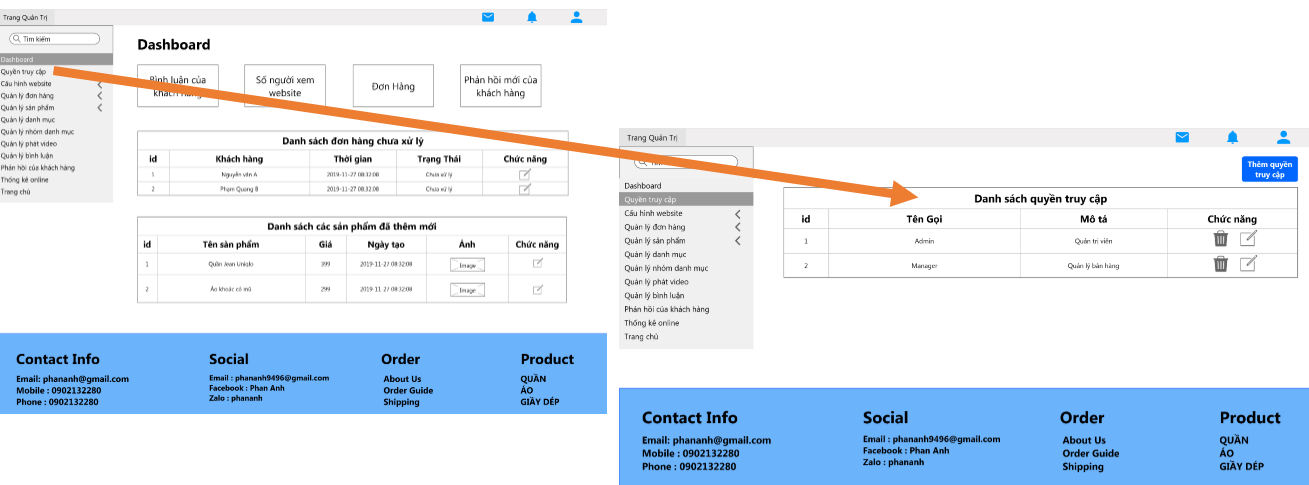 Trang Quản Trị
Tìm kiếm
Dashboard
Quyền truy cập
Cấu hình website
Quản lý đơn hàng
Quản lý sản phẩm
Quản lý danh mục
Quản lý nhóm danh mục
Quản lý phát video
Quản lý bình luận
Phản hồi của khách hàng
Thống kê online
Trang chủ
Dashboard
Bình luận của
khách hàng
Số người xem
website
Đơn Hàng
Phản hồi mới của
khách hàng
Danh sách đơn hàng chưa xử lý
id Khách hàng Thời gian Trạng Thái Chức năng
1 Nguyễn văn A 2019-11-27 08:32:08 Chưa xử lý
2 Phạm Quang B 2019-11-27 08:32:08 Chưa xử lý
Danh sách các sản phẩm đã thêm mới
id Tên sản phẩm Giá Ngày tạo Ảnh Chức năng
1 Quần Jean Uniqlo 399 2019-11-27 08:32:08 Image
2 Áo khoác có mũ 299 2019-11-27 08:32:08 Image
Contact Info
Email: phananh@gmail.com
Mobile : 0902132280
Phone : 0902132280
Social
Email : phananh9496@gmail.com
Facebook : Phan Anh
Zalo : phananh
Order
About Us
Order Guide
Shipping
Product
QUẦN
ÁO
GIẦY DÉP
Trang Quản Trị
Dashboard
Quyền truy cập
Cấu hình website
Quản lý đơn hàng
Quản lý sản phẩm
Quản lý danh mục
Quản lý nhóm danh mục
Quản lý phát video
Quản lý bình luận
Phản hồi của khách hàng
Thống kê online
Trang chủ
Thêm quyền
truy cập
Danh sách quyền truy cập
id Tên Gọi Mô tả Chức năng
1 Admin Quản trị viên
2 Manager Quản lý bán hàng
Contact Info
Email: phananh@gmail.com
Mobile : 0902132280
Phone : 0902132280
Social
Email : phananh9496@gmail.com
Facebook : Phan Anh
Zalo : phananh
Order
About Us
Order Guide
Shipping
Product
QUẦN
ÁO
GIẦY DÉP